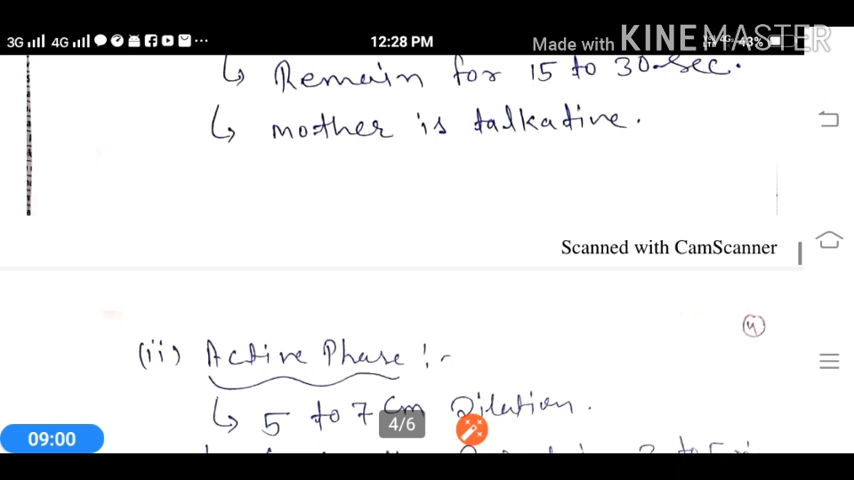 3G 4G ... 12:28 PM 43%
Made with KINEMASTER
↳ Remain for 15 to 30 sec.
↳ mother is talkative.
Scanned with CamScanner
4
(ii) Active Phase :-
↳ 5 to 7 Cm Dilation.
4/6
09:00